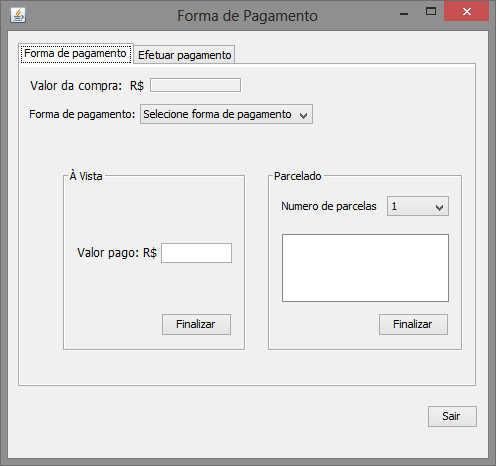 Forma de Pagamento
Forma de pagamento Efetuar pagamento
Valor da compra: R$
Forma de pagamento: Selecione forma de pagamento
À Vista
Valor pago: R$
Finalizar
Parcelado
Numero de parcelas 1
Finalizar
Sair